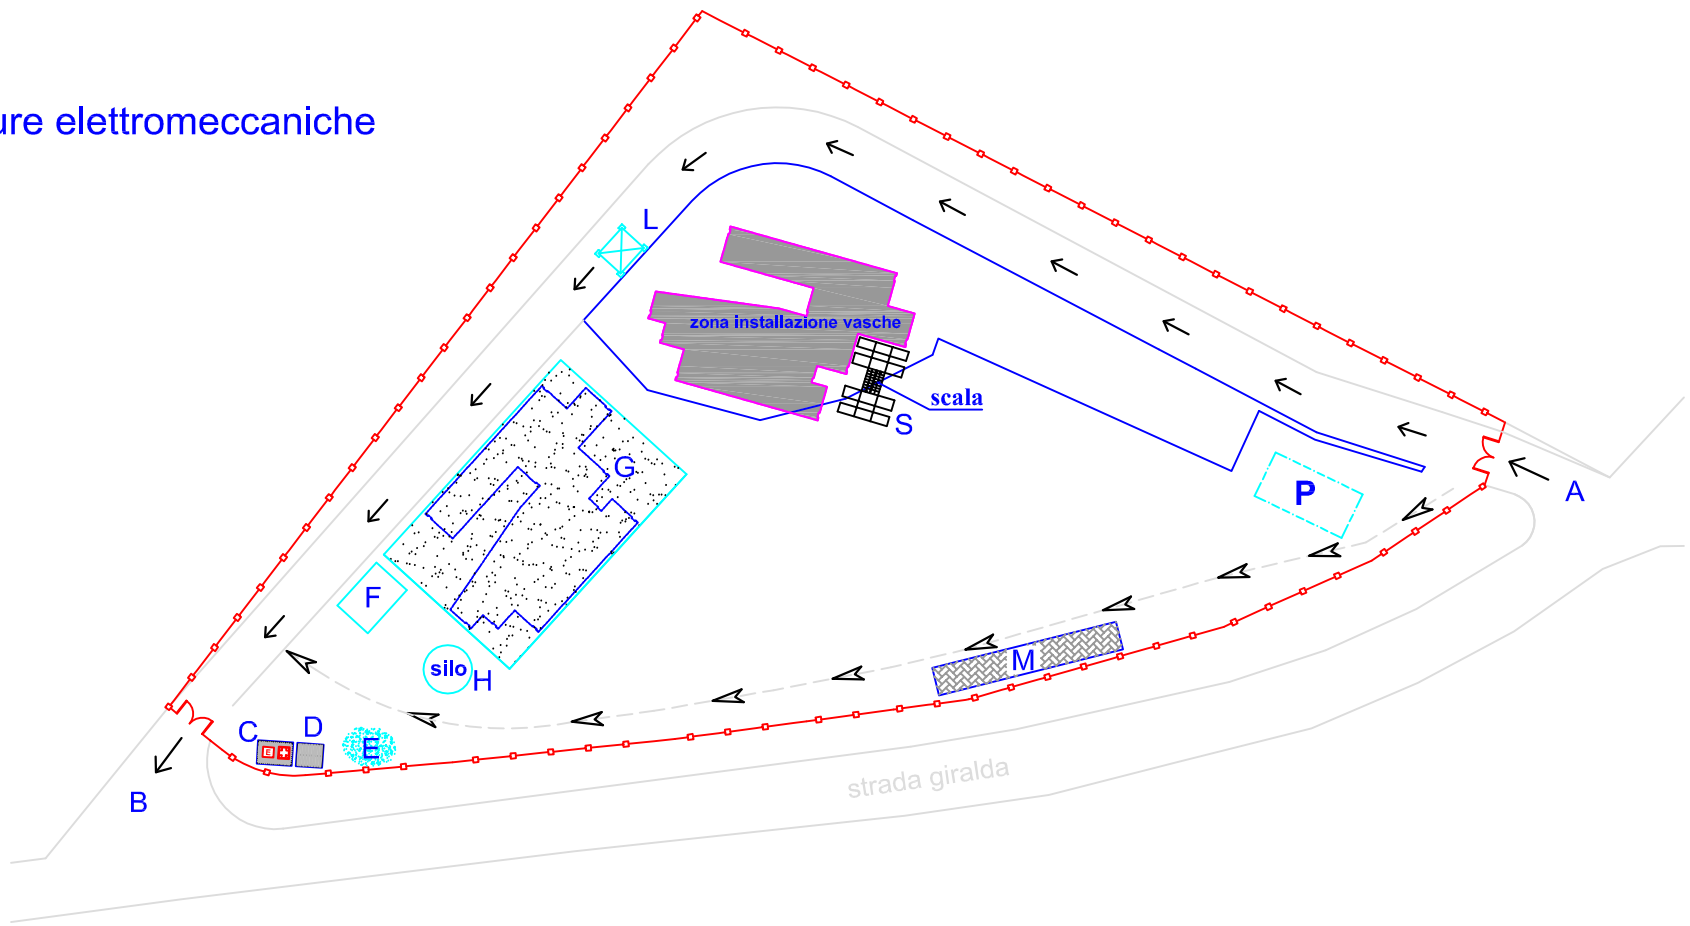 ure elettromeccaniche
L
zona installazione vasche
scala
S
G
P
A
F
M
silo
H
C
D
E
E
B
strada giralda